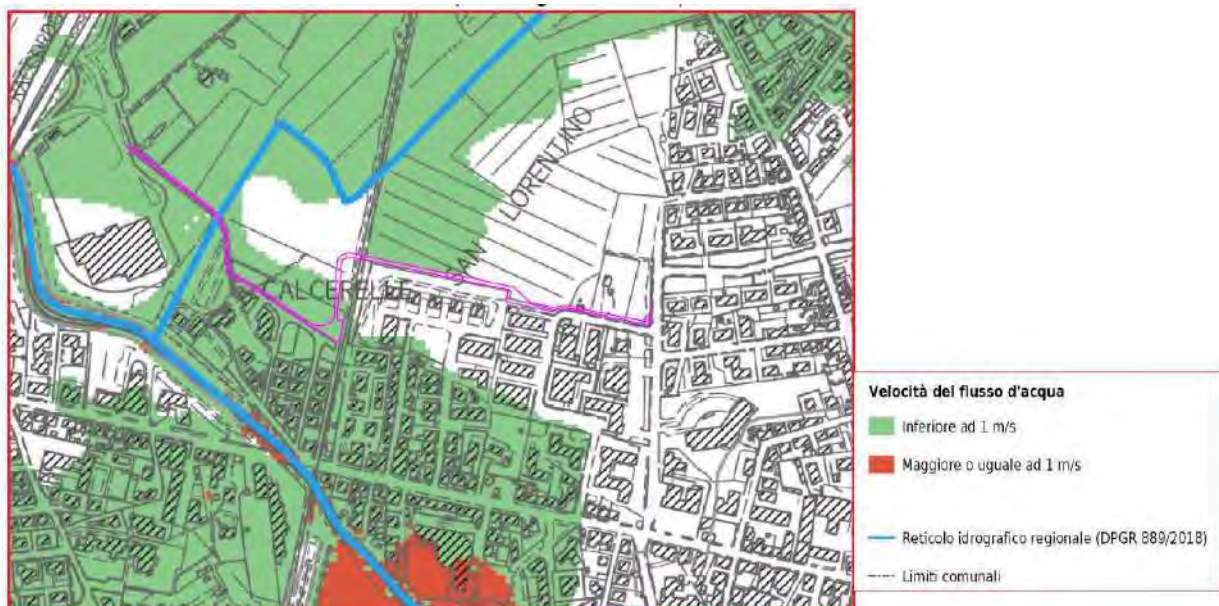 SAN LORENTINO
CALCERELLE
Velocità del flusso d'acqua
Inferiore ad 1 m/s
Maggiore o uguale ad 1 m/s
Reticolo idrografico regionale (DPGR 889/2018)
Limiti comunali